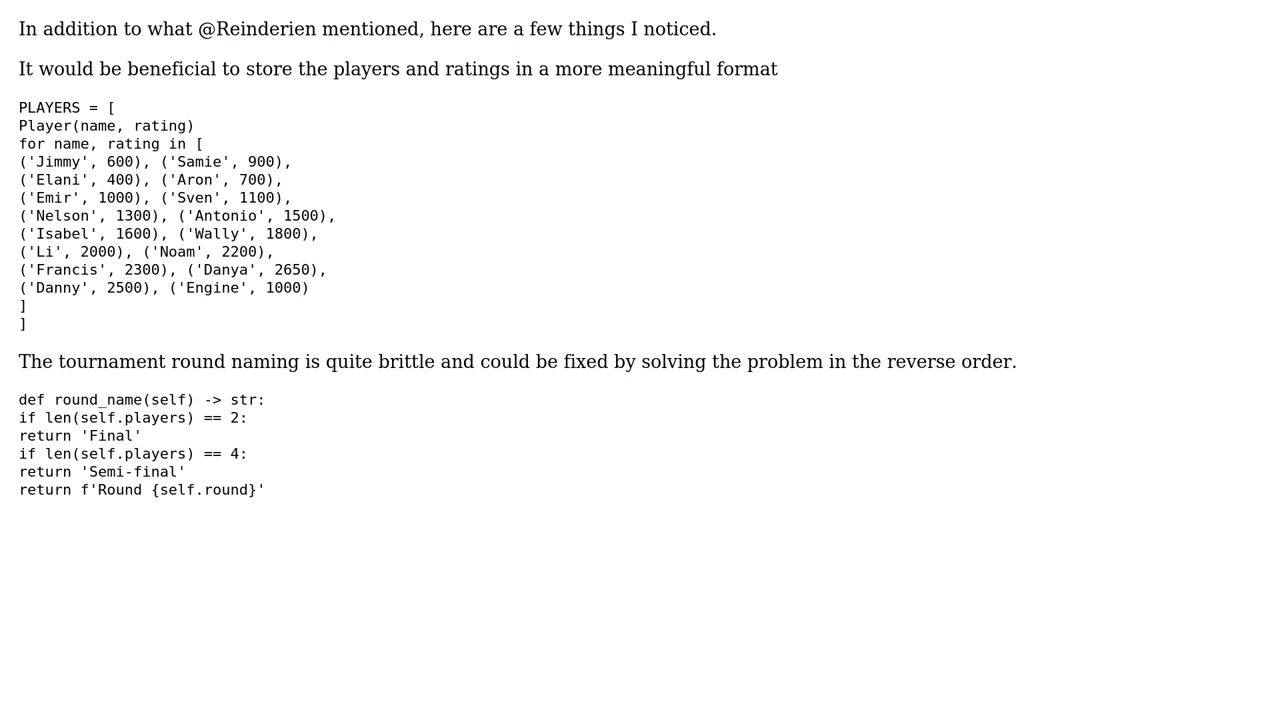 In addition to what @Reinderien mentioned, here are a few things I noticed.
It would be beneficial to store the players and ratings in a more meaningful format
PLAYERS = [
Player(name, rating)
for name, rating in [
('Jimmy', 600), ('Samie', 900),
('Elani', 400), ('Aron', 700),
('Emir', 1000), ('Sven', 1100),
('Nelson', 1300), ('Antonio', 1500),
('Isabel', 1600), ('Wally', 1800),
('Li', 2000), ('Noam', 2200),
('Francis', 2300), ('Danya', 2650),
('Danny', 2500), ('Engine', 1000)
]
]
The tournament round naming is quite brittle and could be fixed by solving the problem in the reverse order.
def round_name(self) -> str:
if len(self.players) == 2:
return 'Final'
if len(self.players) == 4:
return 'Semi-final'
return f'Round {self.round}'